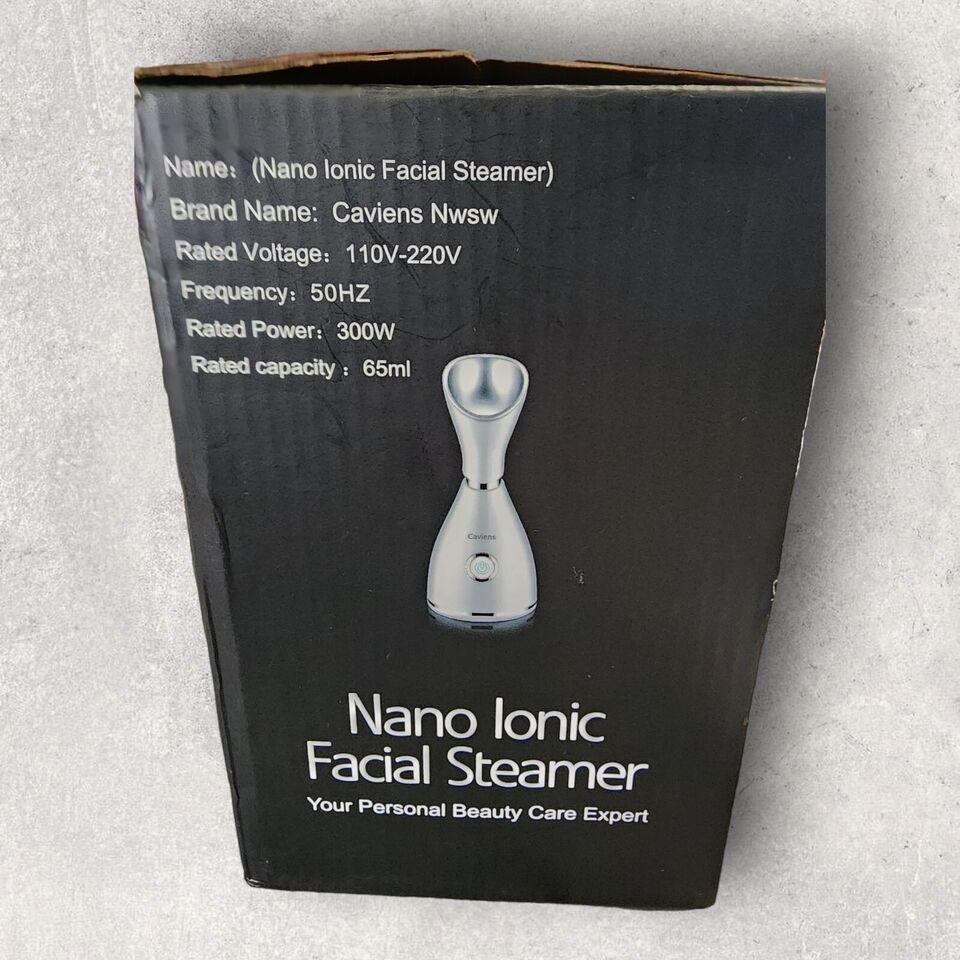 Name: (Nano Ionic Facial Steamer)
Brand Name: Caviens Nwsw
Rated Voltage: 110V-220V
Frequency: 50HZ
Rated Power: 300W
Rated capacity : 65ml
Caviens
Nano Ionic
Facial Steamer
Your Personal Beauty Care Expert